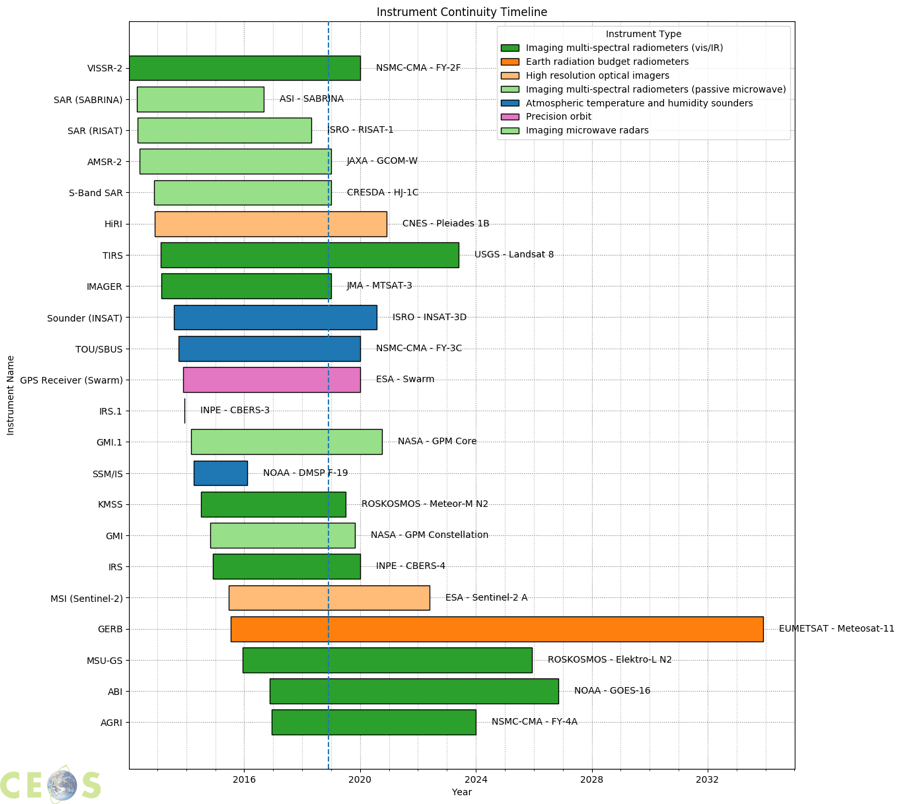 Instrument Continuity Timeline
Instrument Type
Imaging multi-spectral radiometers (vis/IR)
Earth radiation budget radiometers
High resolution optical imagers
Imaging multi-spectral radiometers (passive microwave)
Atmospheric temperature and humidity sounders
Precision orbit
Imaging microwave radars
VISSR-2 NSMC-CMA - FY-2F
SAR (SABRINA) ASI - SABRINA
SAR (RISAT) ISRO - RISAT-1
AMSR-2 JAXA - GCOM-W
S-Band SAR CRESDA - HJ-1C
HiRI CNES - Pleiades 1B
TIRS USGS - Landsat 8
IMAGER JMA - MTSAT-3
Sounder (INSAT) ISRO - INSAT-3D
TOU/SBUS NSMC-CMA - FY-3C
GPS Receiver (Swarm) ESA - Swarm
IRS.1 INPE - CBERS-3
GMI.1 NASA - GPM Core
SSM/IS NOAA - DMSP F-19
KMSS ROSKOSMOS - Meteor-M N2
GMI NASA - GPM Constellation
IRS INPE - CBERS-4
MSI (Sentinel-2) ESA - Sentinel-2 A
GERB EUMETSAT - Meteosat-11
MSU-GS ROSKOSMOS - Elektro-L N2
ABI NOAA - GOES-16
AGRI NSMC-CMA - FY-4A
Instrument Name
2016 2020 2024 2028 2032
Year
CEOS